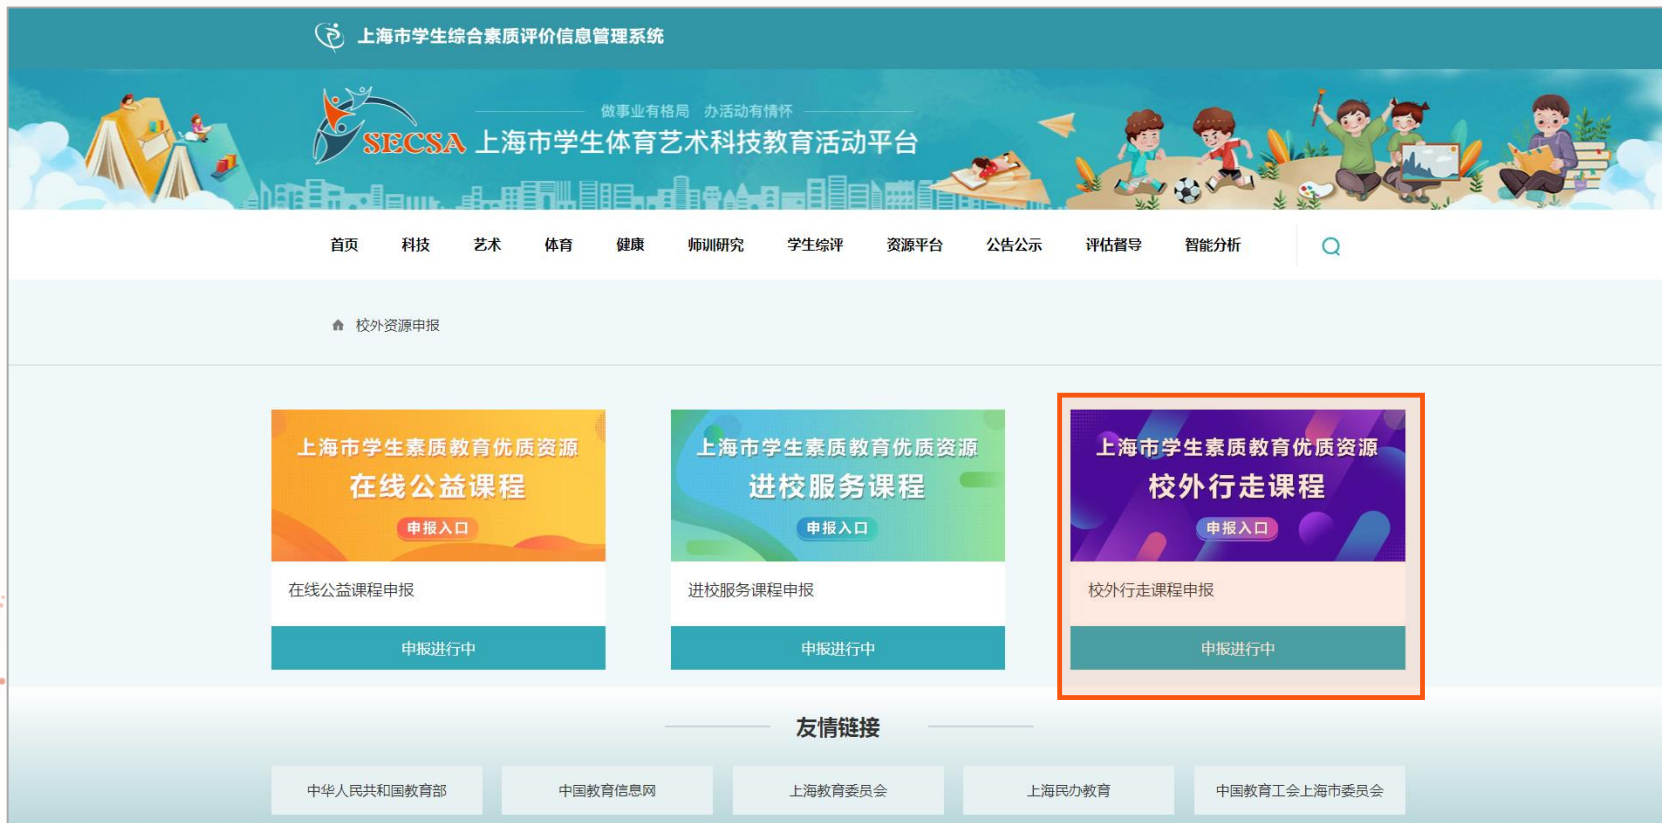 上海市学生综合素质评价信息管理系统
做事业有格局 办活动有情怀
SECSA 上海市学生体育艺术科技教育活动平台
首页 科技 艺术 体育 健康 师训研究 学生综评 资源平台 公告公示 评估督导 智能分析
校外资源申报
上海市学生素质教育优质资源
在线公益课程
申报入口
在线公益课程申报
申报进行中
上海市学生素质教育优质资源
进校服务课程
申报入口
进校服务课程申报
申报进行中
上海市学生素质教育优质资源
校外行走课程
申报入口
校外行走课程申报
申报进行中
友情链接
中华人民共和国教育部 中国教育信息网 上海教育委员会 上海民办教育 中国教育工会上海市委员会